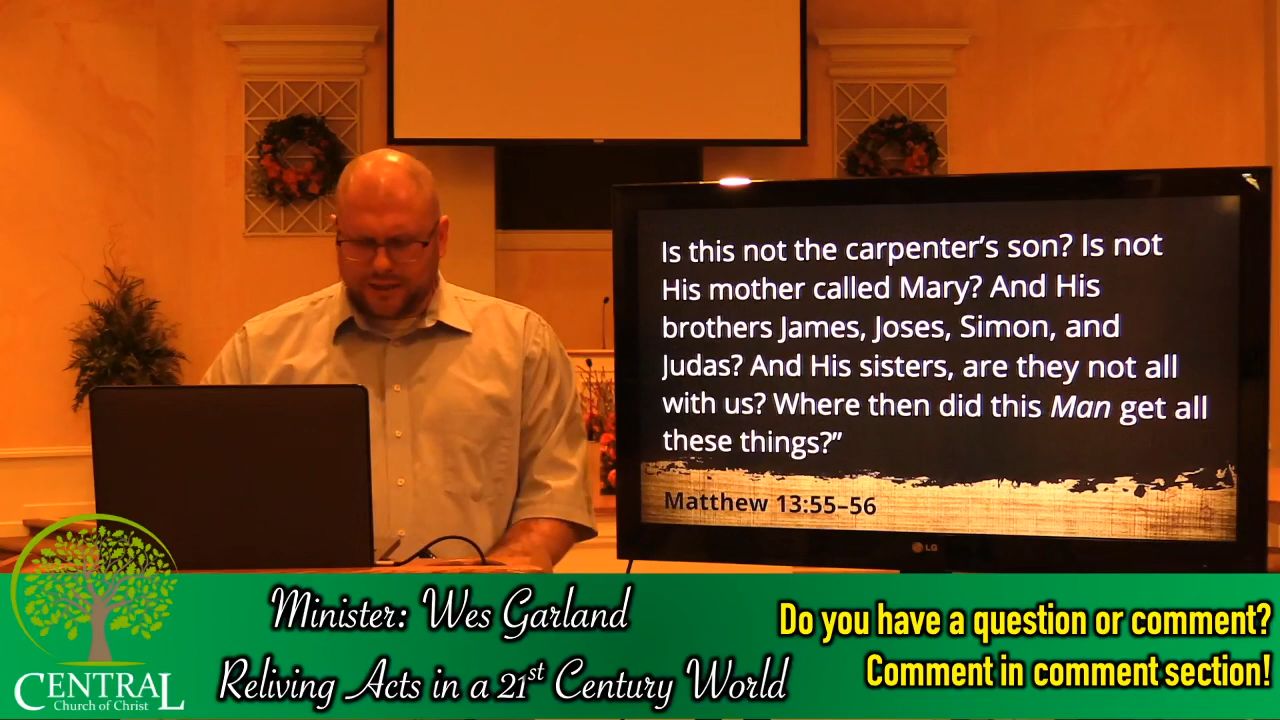 Is this not the carpenter’s son? Is not
His mother called Mary? And His
brothers James, Joses, Simon, and
Judas? And His sisters, are they not all
with us? Where then did this Man get all
these things?”
Matthew 13:55–56
LG
Minister: Wes Garland
Reliving Acts in a 21st Century World
Do you have a question or comment?
Comment in comment section!
CENTRAL
Church of Christ